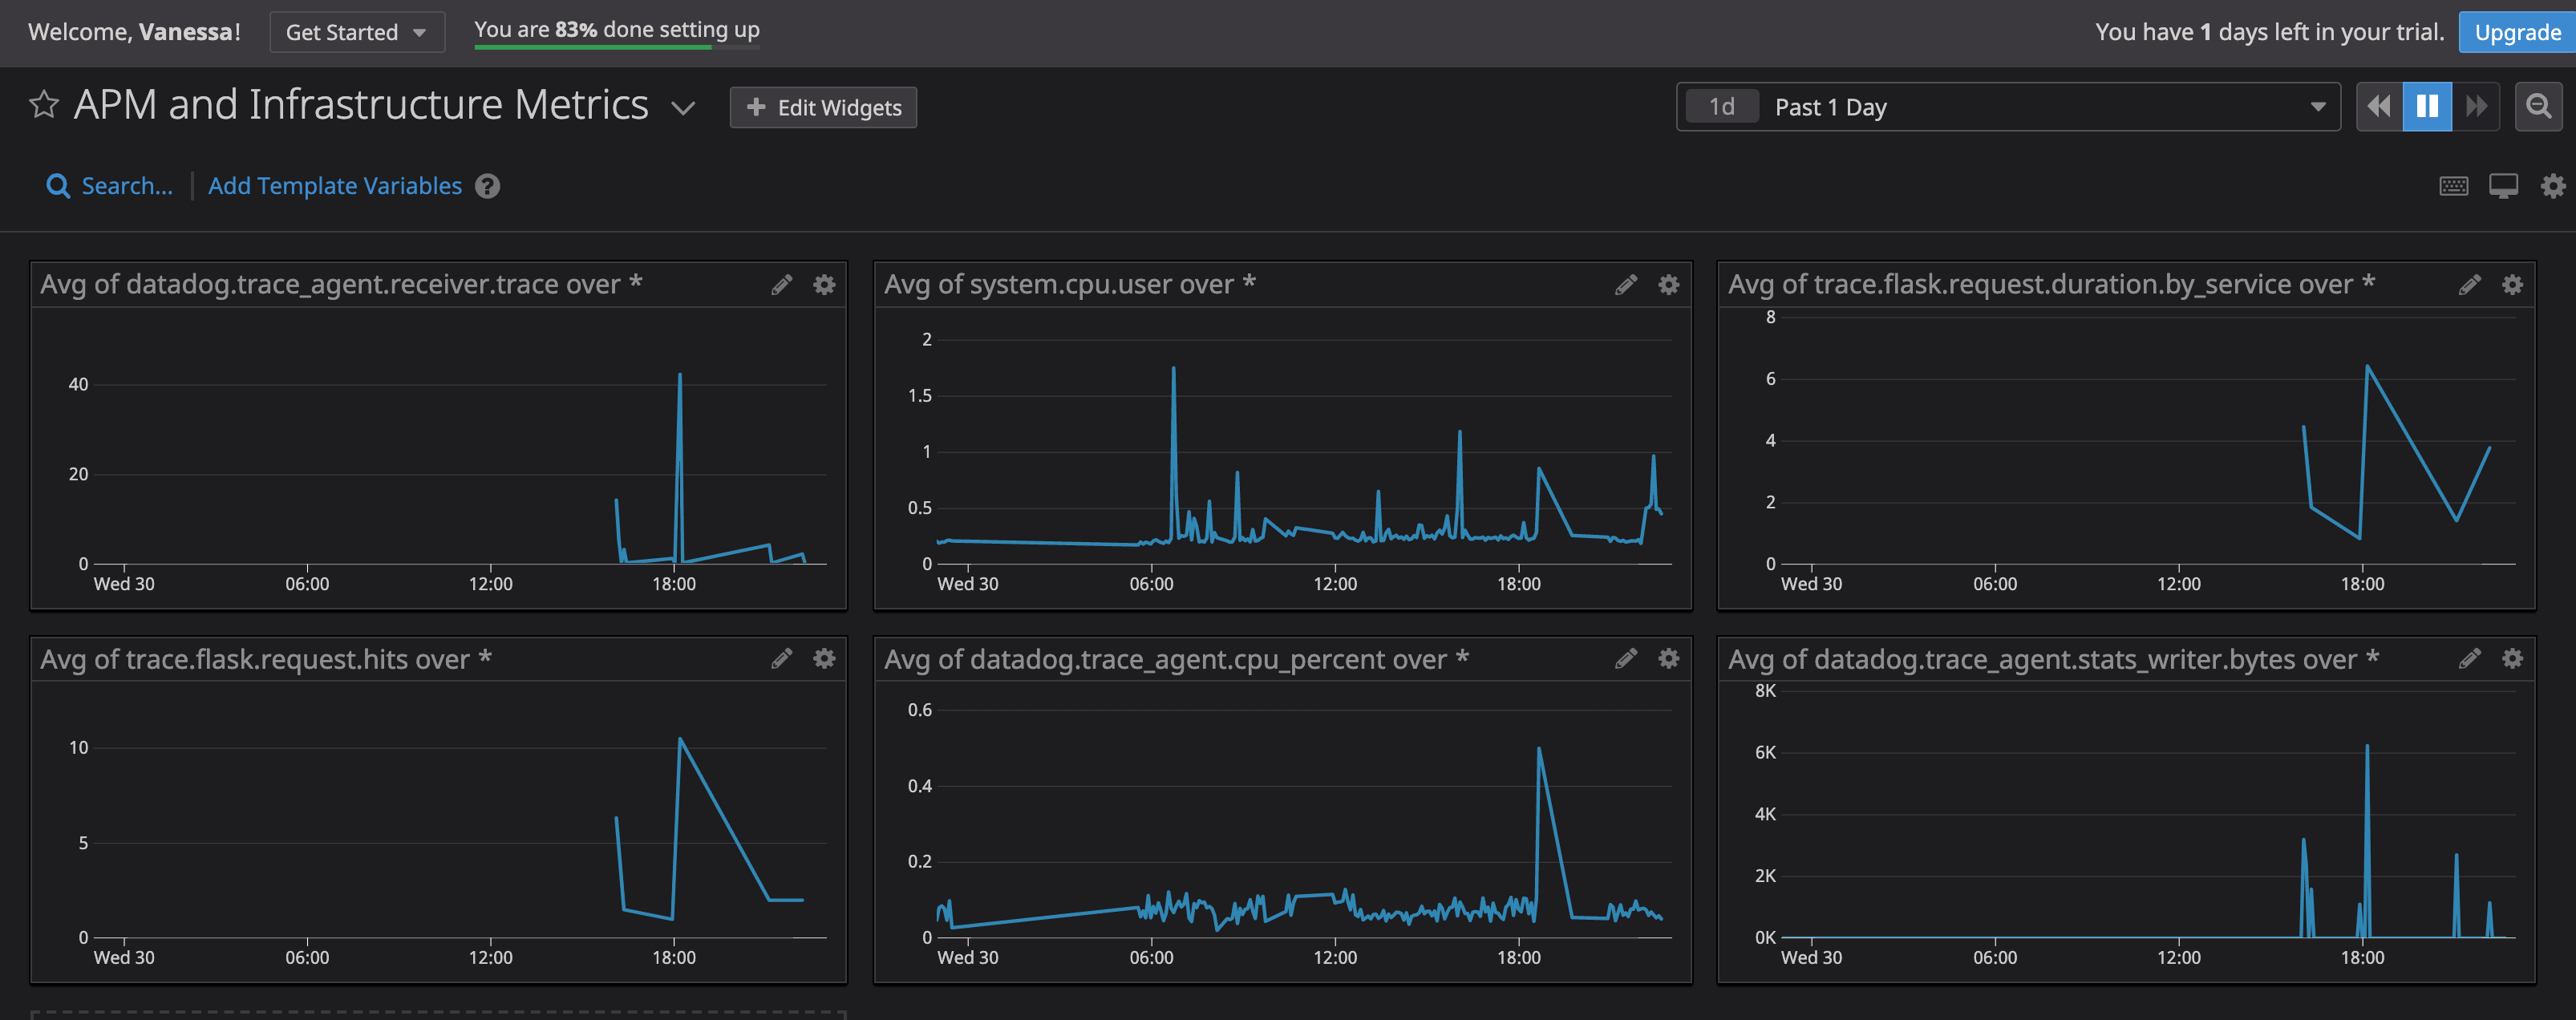 Welcome, Vanessa! Get Started You are 83% done setting up You have 1 days left in your trial. Upgrade
APM and Infrastructure Metrics + Edit Widgets 1d Past 1 Day
Search... Add Template Variables ?
Avg of datadog.trace_agent.receiver.trace over *
40
20
0
Wed 30 06:00 12:00 18:00
Avg of system.cpu.user over *
2
1.5
1
0.5
0
Wed 30 06:00 12:00 18:00
Avg of trace.flask.request.duration.by_service over *
8
6
4
2
0
Wed 30 06:00 12:00 18:00
Avg of trace.flask.request.hits over *
10
5
0
Wed 30 06:00 12:00 18:00
Avg of datadog.trace_agent.cpu_percent over *
0.6
0.4
0.2
0
Wed 30 06:00 12:00 18:00
Avg of datadog.trace_agent.stats_writer.bytes over *
8K
6K
4K
2K
0K
Wed 30 06:00 12:00 18:00